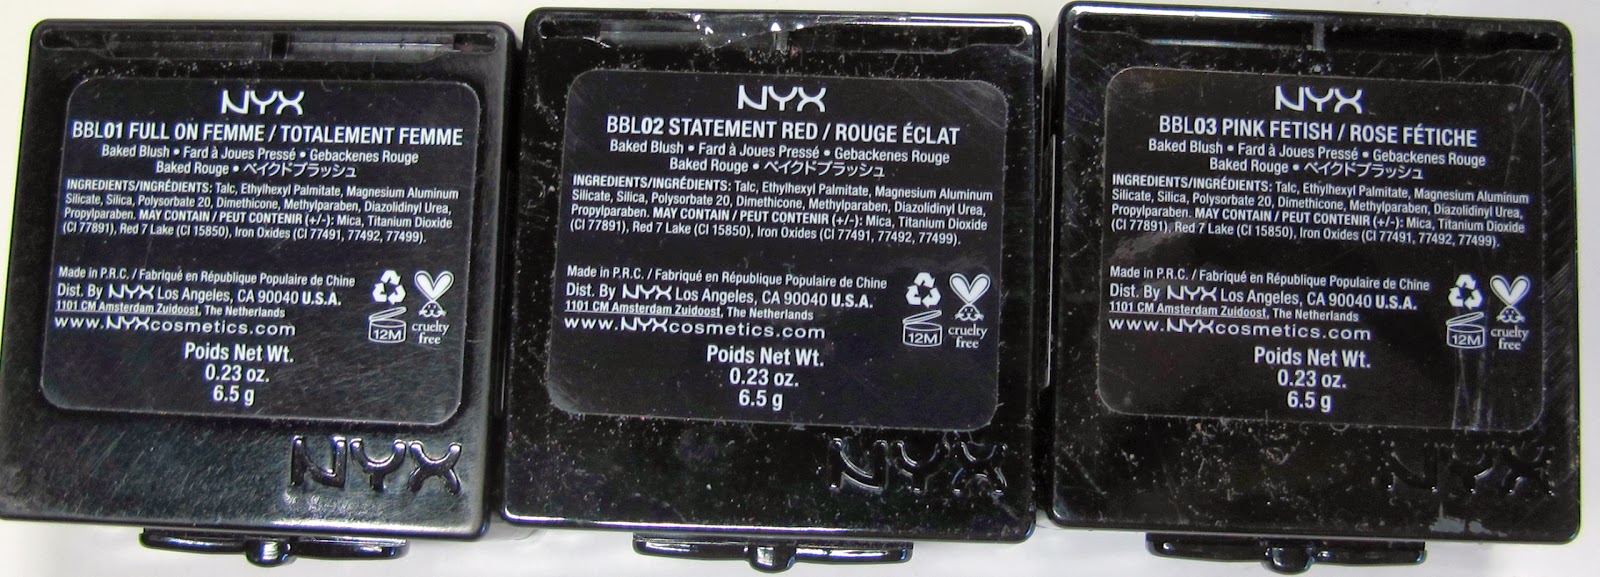 NYX
BBL01 FULL ON FEMME / TOTALEMENT FEMME
Baked Blush • Fard à Joues Pressé • Gebackenes Rouge
Baked Rouge • ベイクドブラッシュ
INGREDIENTS/INGRÉDIENTS: Talc, Ethylhexyl Palmitate, Magnesium Aluminum
Silicate, Silica, Polysorbate 20, Dimethicone, Methylparaben, Diazolidinyl Urea,
Propylparaben. MAY CONTAIN / PEUT CONTENIR (+/-): Mica, Titanium Dioxide
(CI 77891), Red 7 Lake (CI 15850), Iron Oxides (CI 77491, 77492, 77499).
Made in P.R.C. / Fabriqué en République Populaire de Chine
Dist. By NYX Los Angeles, CA 90040 U.S.A.
1101 CM Amsterdam Zuidoost, The Netherlands
www.NYXcosmetics.com
12M
cruelty
free
Poids Net Wt.
0.23 oz.
6.5 g
NYX
NYX
BBL02 STATEMENT RED / ROUGE ÉCLAT
Baked Blush • Fard à Joues Pressé • Gebackenes Rouge
Baked Rouge • ベイクドブラッシュ
INGREDIENTS/INGRÉDIENTS: Talc, Ethylhexyl Palmitate, Magnesium Aluminum
Silicate, Silica, Polysorbate 20, Dimethicone, Methylparaben, Diazolidinyl Urea,
Propylparaben. MAY CONTAIN / PEUT CONTENIR (+/-): Mica, Titanium Dioxide
(CI 77891), Red 7 Lake (CI 15850), Iron Oxides (CI 77491, 77492, 77499).
Made in P.R.C. / Fabriqué en République Populaire de Chine
Dist. By NYX Los Angeles, CA 90040 U.S.A.
1101 CM Amsterdam Zuidoost, The Netherlands
www.NYXcosmetics.com
12M
cruelty
free
Poids Net Wt.
0.23 oz.
6.5 g
NYX
NYX
BBL03 PINK FETISH / ROSE FÉTICHE
Baked Blush • Fard à Joues Pressé • Gebackenes Rouge
Baked Rouge • ベイクドブラッシュ
INGREDIENTS/INGRÉDIENTS: Talc, Ethylhexyl Palmitate, Magnesium Aluminum
Silicate, Silica, Polysorbate 20, Dimethicone, Methylparaben, Diazolidinyl Urea,
Propylparaben. MAY CONTAIN / PEUT CONTENIR (+/-): Mica, Titanium Dioxide
(CI 77891), Red 7 Lake (CI 15850), Iron Oxides (CI 77491, 77492, 77499).
Made in P.R.C. / Fabriqué en République Populaire de Chine
Dist. By NYX Los Angeles, CA 90040 U.S.A.
1101 CM Amsterdam Zuidoost, The Netherlands
www.NYXcosmetics.com
12M
cruelty
free
Poids Net Wt.
0.23 oz.
6.5 g
NYX